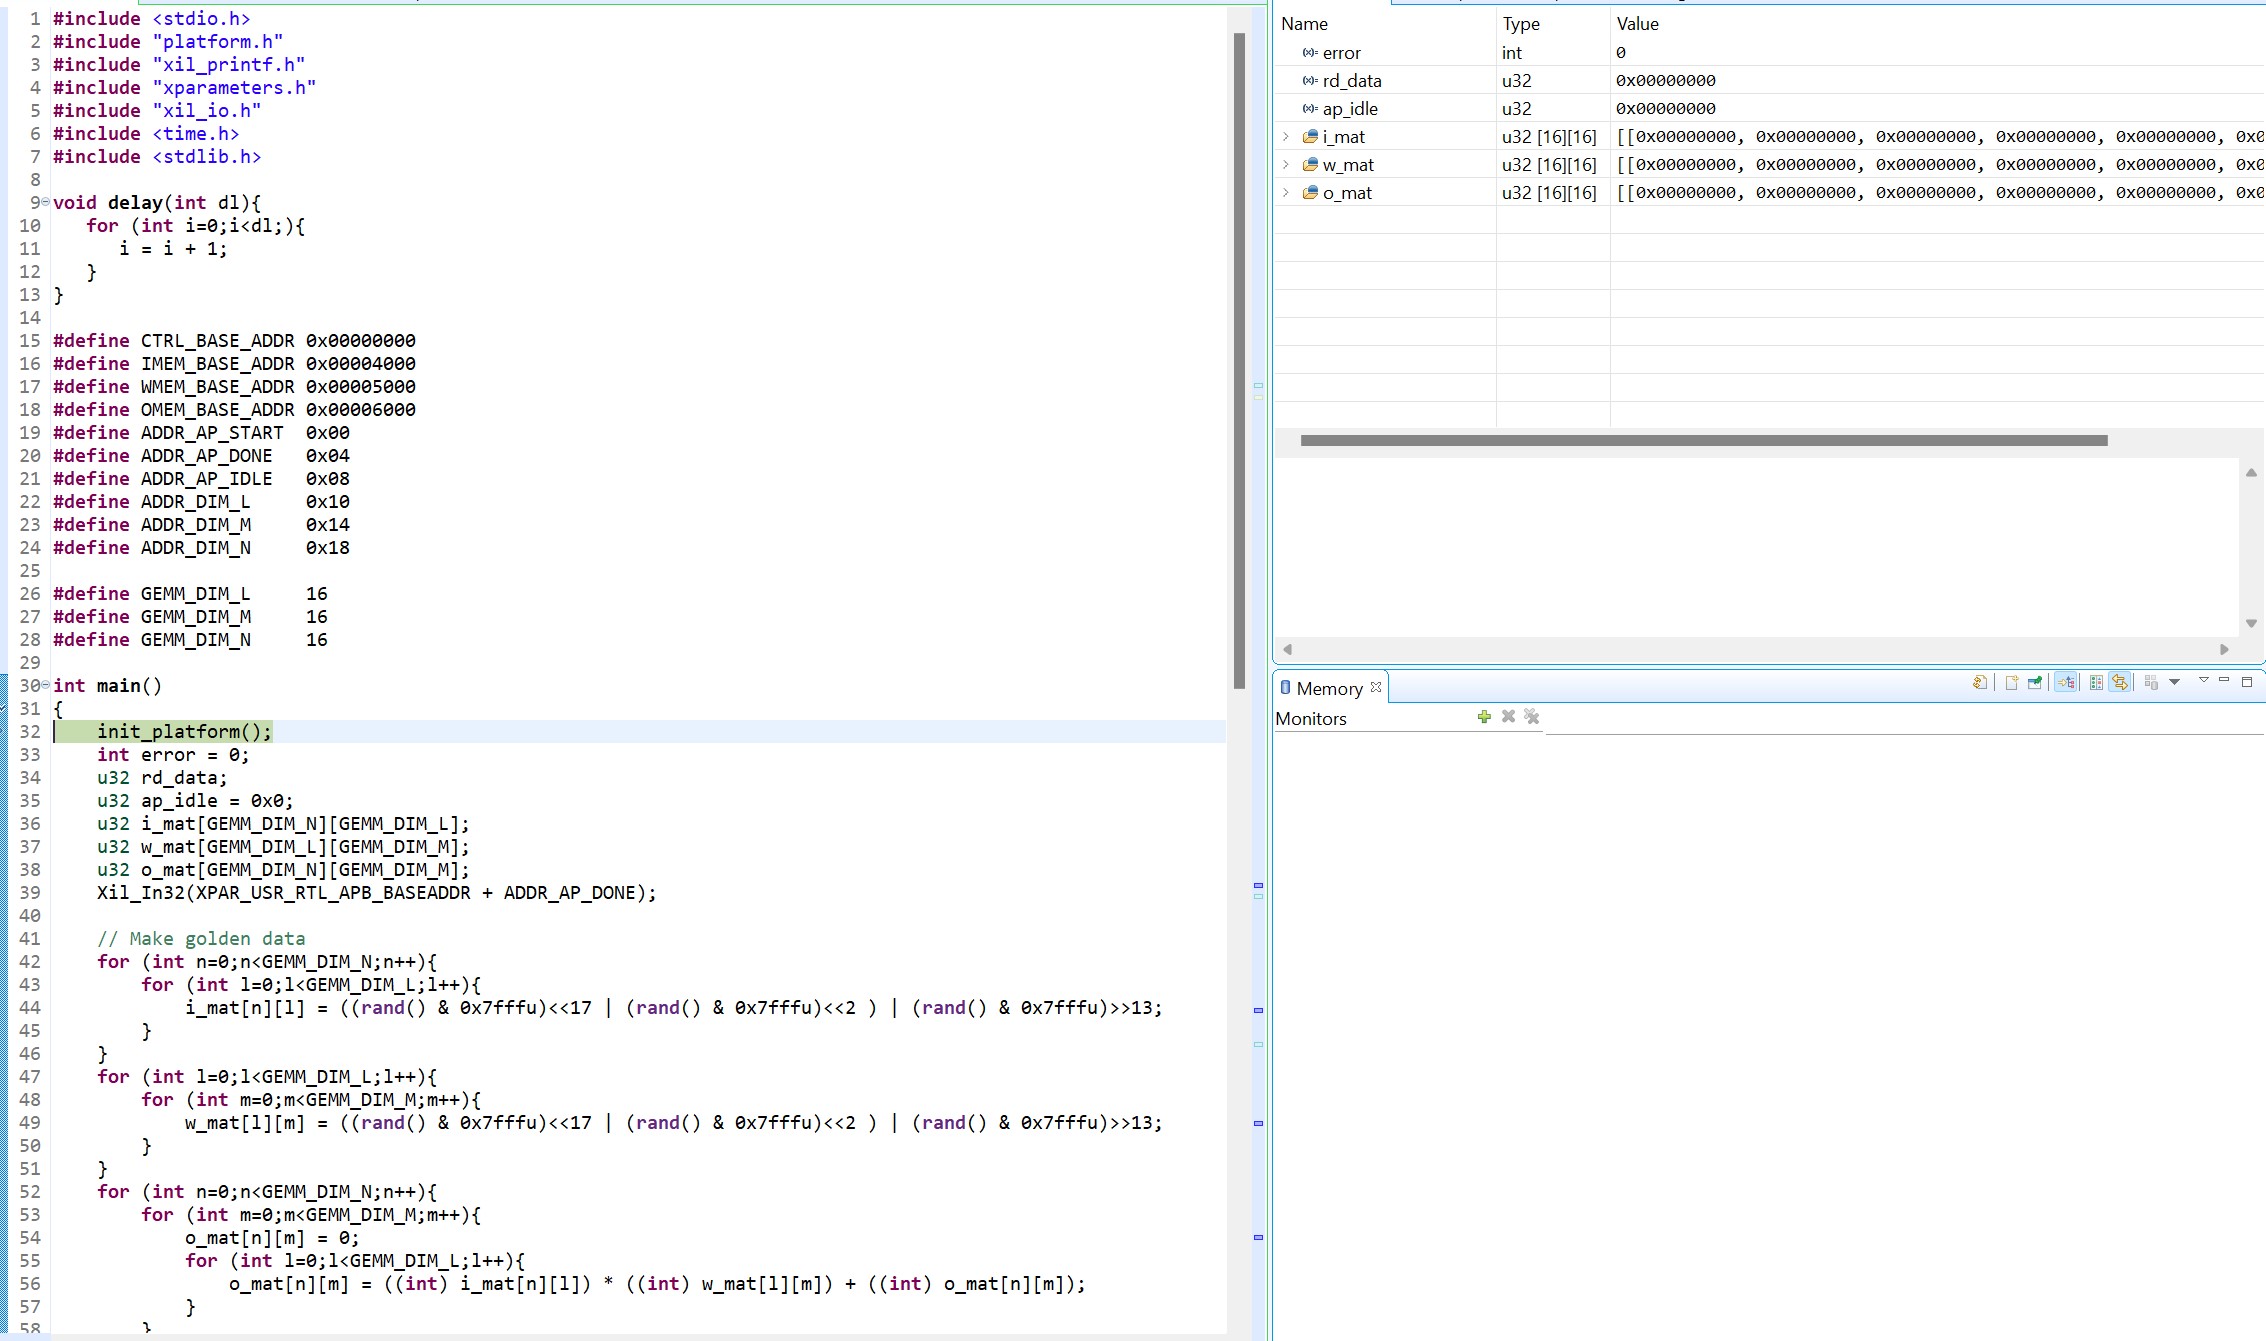 1 #include <stdio.h>
2 #include "platform.h"
3 #include "xil_printf.h"
4 #include "xparameters.h"
5 #include "xil_io.h"
6 #include <time.h>
7 #include <stdlib.h>
8
9 void delay(int dl){
10    for (int i=0;i<dl;){
11       i = i + 1;
12    }
13 }
14
15 #define CTRL_BASE_ADDR 0x00000000
16 #define IMEM_BASE_ADDR 0x00004000
17 #define WMEM_BASE_ADDR 0x00005000
18 #define OMEM_BASE_ADDR 0x00006000
19 #define ADDR_AP_START  0x00
20 #define ADDR_AP_DONE   0x04
21 #define ADDR_AP_IDLE   0x08
22 #define ADDR_DIM_L     0x10
23 #define ADDR_DIM_M     0x14
24 #define ADDR_DIM_N     0x18
25
26 #define GEMM_DIM_L     16
27 #define GEMM_DIM_M     16
28 #define GEMM_DIM_N     16
29
30 int main()
31 {
32     init_platform();
33     int error = 0;
34     u32 rd_data;
35     u32 ap_idle = 0x0;
36     u32 i_mat[GEMM_DIM_N][GEMM_DIM_L];
37     u32 w_mat[GEMM_DIM_L][GEMM_DIM_M];
38     u32 o_mat[GEMM_DIM_N][GEMM_DIM_M];
39     Xil_In32(XPAR_USR_RTL_APB_BASEADDR + ADDR_AP_DONE);
40
41     // Make golden data
42     for (int n=0;n<GEMM_DIM_N;n++){
43         for (int l=0;l<GEMM_DIM_L;l++){
44             i_mat[n][l] = ((rand() & 0x7fffu)<<17 | (rand() & 0x7fffu)<<2 ) | (rand() & 0x7fffu)>>13;
45         }
46     }
47     for (int l=0;l<GEMM_DIM_L;l++){
48         for (int m=0;m<GEMM_DIM_M;m++){
49             w_mat[l][m] = ((rand() & 0x7fffu)<<17 | (rand() & 0x7fffu)<<2 ) | (rand() & 0x7fffu)>>13;
50         }
51     }
52     for (int n=0;n<GEMM_DIM_N;n++){
53         for (int m=0;m<GEMM_DIM_M;m++){
54             o_mat[n][m] = 0;
55             for (int l=0;l<GEMM_DIM_L;l++){
56                 o_mat[n][m] = ((int) i_mat[n][l]) * ((int) w_mat[l][m]) + ((int) o_mat[n][m]);
57             }
58         }
Name Type Value
(x)= error int 0
(x)= rd_data u32 0x00000000
(x)= ap_idle u32 0x00000000
i_mat u32 [16][16] [[0x00000000, 0x00000000, 0x00000000, 0x00000000, 0x00000000, 0x0
w_mat u32 [16][16] [[0x00000000, 0x00000000, 0x00000000, 0x00000000, 0x00000000, 0x0
o_mat u32 [16][16] [[0x00000000, 0x00000000, 0x00000000, 0x00000000, 0x00000000, 0x0
Memory
Monitors